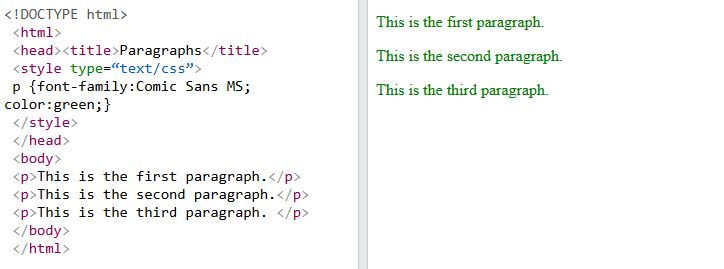 <!DOCTYPE html>
<html>
<head><title>Paragraphs</title>
<style type=“text/css”>
p {font-family:Comic Sans MS;
color:green;}
</style>
</head>
<body>
<p>This is the first paragraph.</p>
<p>This is the second paragraph.</p>
<p>This is the third paragraph. </p>
</body>
</html>
This is the first paragraph.
This is the second paragraph.
This is the third paragraph.